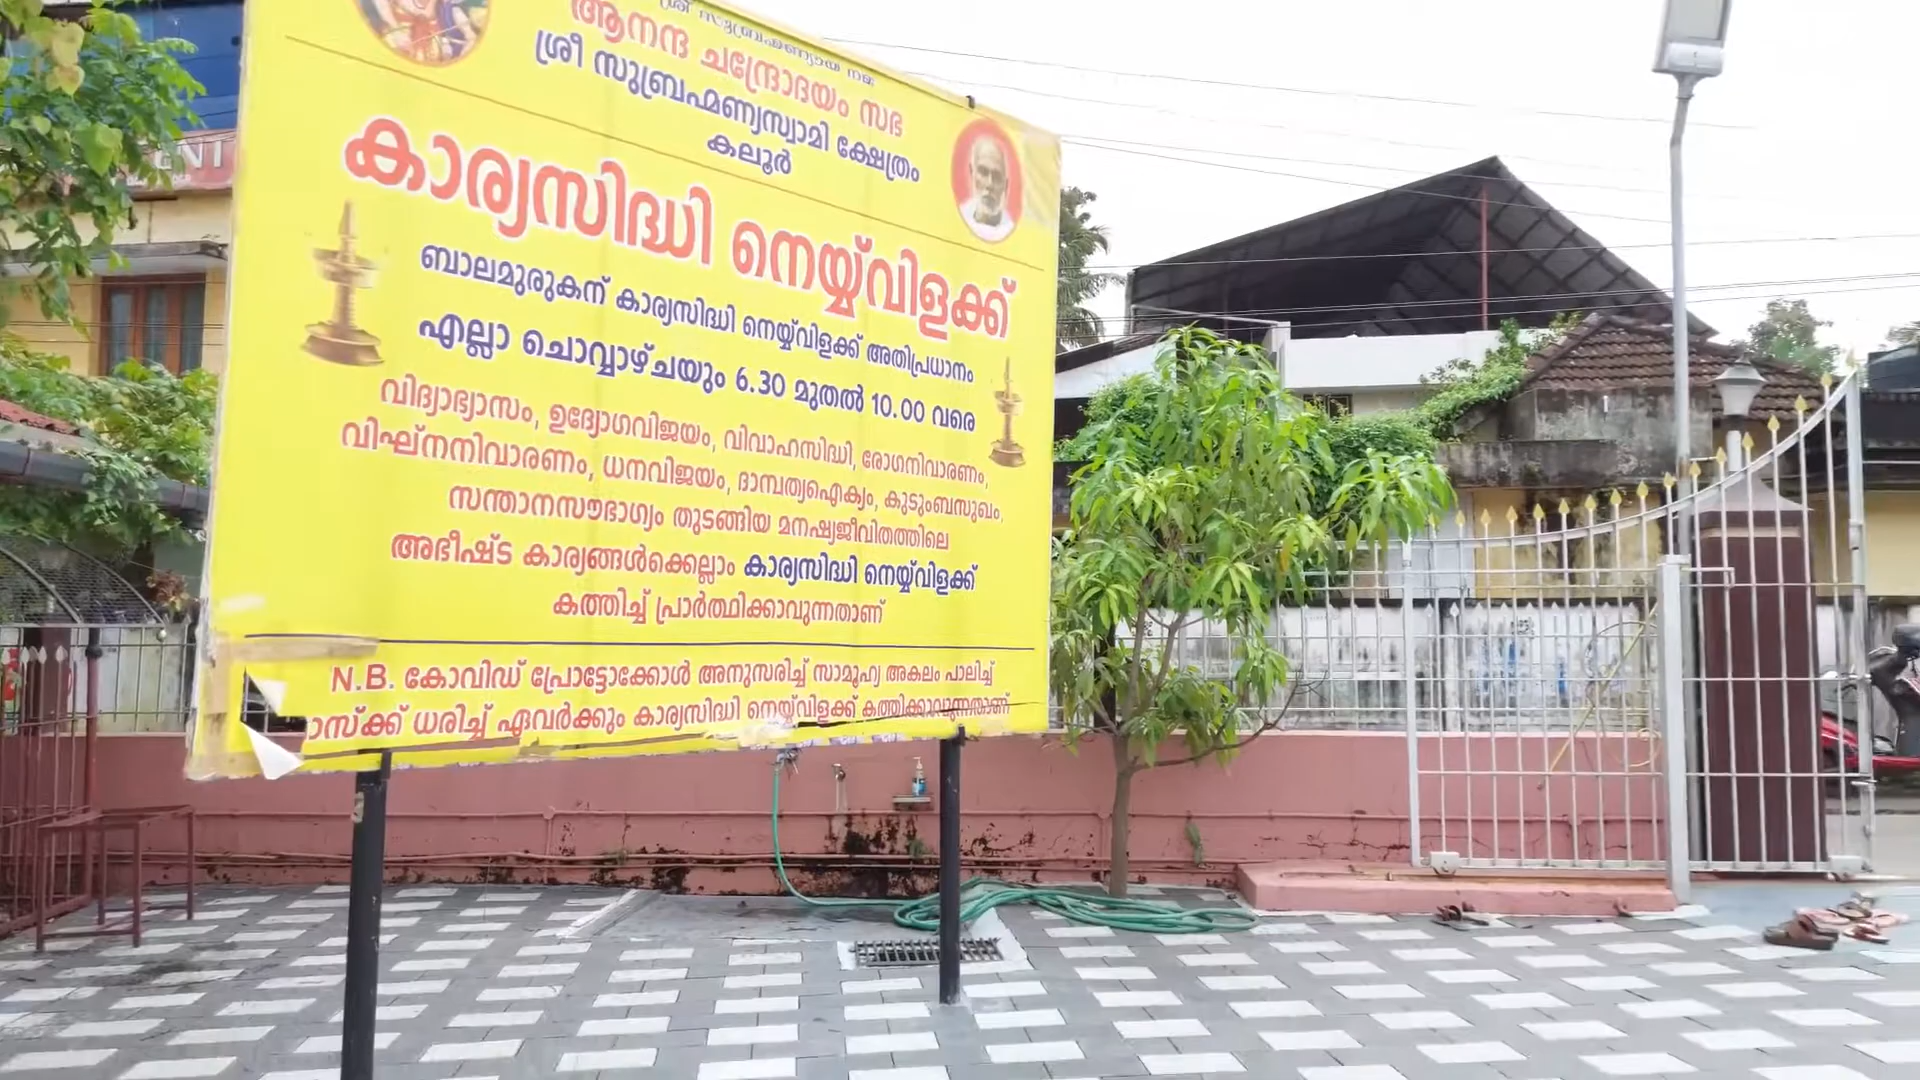 ശ്രീ സുബ്രഹ്മണ്യായ നമഃ
ആനന്ദ ചന്ദ്രോദയം സഭ
ശ്രീ സുബ്രഹ്മണ്യസ്വാമി ക്ഷേത്രം
കലൂർ
കാര്യസിദ്ധി നെയ്യ്‌വിളക്ക്
ബാലമുരുകന് കാര്യസിദ്ധി നെയ്യ്‌വിളക്ക് അതിപ്രധാനം
എല്ലാ ചൊവ്വാഴ്ചയും 6.30 മുതൽ 10.00 വരെ
വിദ്യാഭ്യാസം, ഉദ്യോഗവിജയം, വിവാഹസിദ്ധി, രോഗനിവാരണം,
വിഘ്നനിവാരണം, ധനവിജയം, ദാമ്പത്യഐക്യം, കുടുംബസുഖം,
സന്താനസൗഭാഗ്യം തുടങ്ങിയ മനഷ്യജീവിതത്തിലെ
അഭീഷ്ട കാര്യങ്ങൾക്കെല്ലാം കാര്യസിദ്ധി നെയ്യ്‌വിളക്ക്
കത്തിച്ച് പ്രാർത്ഥിക്കാവുന്നതാണ്
N.B. കോവിഡ് പ്രോട്ടോക്കോൾ അനുസരിച്ച് സാമൂഹ്യ അകലം പാലിച്ച്
ധരിച്ച് ഏവർക്കും കാര്യസിദ്ധി നെയ്യ്‌വിളക്ക് കത്തിക്കാവുന്നതാണ്